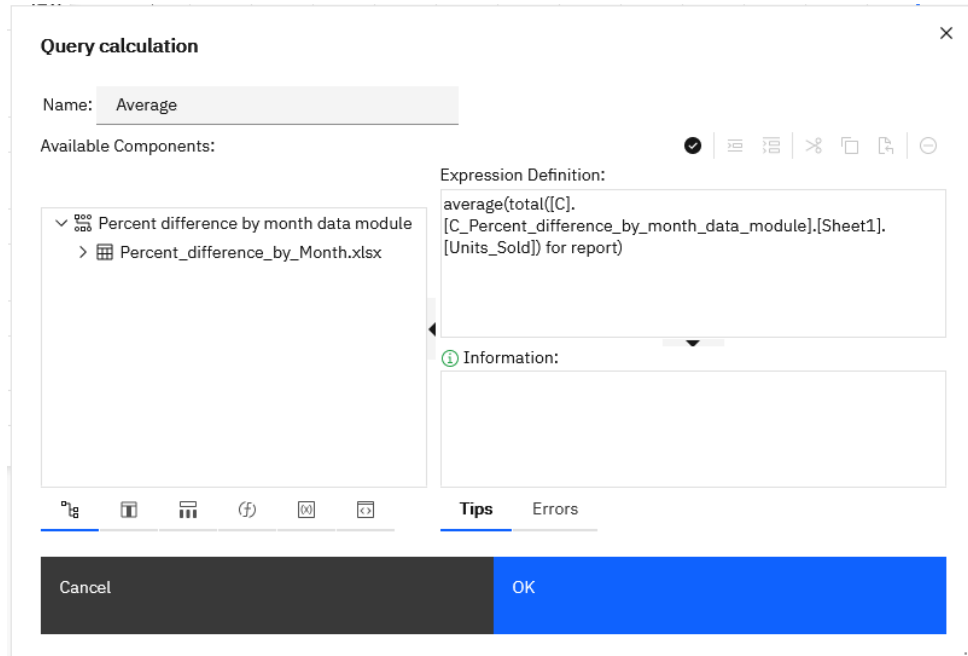 Query calculation
Name: Average
Available Components:
Expression Definition:
average(total([C].
[C_Percent_difference_by_month_data_module].[Sheet1].
[Units_Sold]) for report)
Percent difference by month data module
Percent_difference_by_Month.xlsx
Information:
Tips Errors
Cancel OK